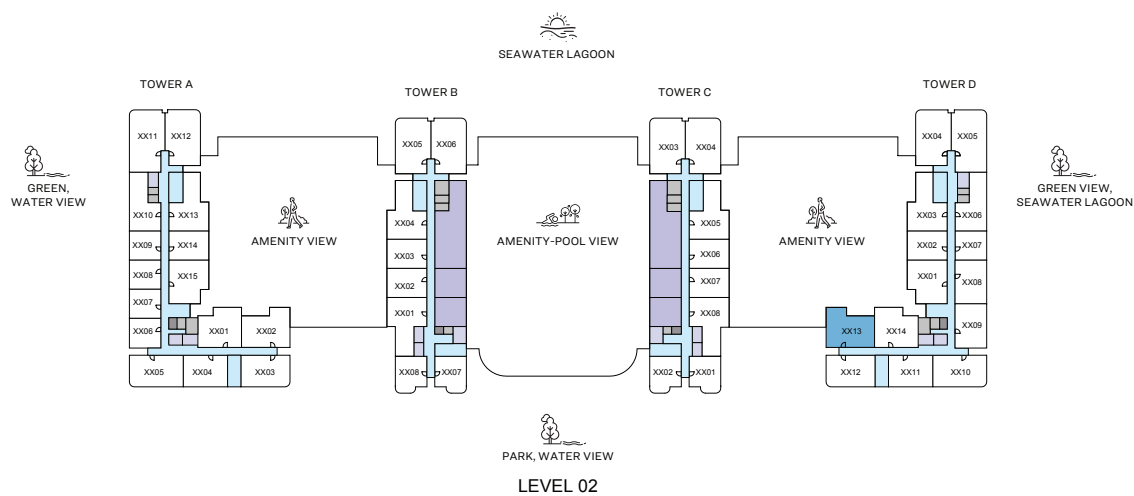 SEAWATER LAGOON
TOWER A
TOWER B
TOWER C
TOWER D
GREEN,
WATER VIEW
XX11
XX12
XX10
XX13
XX09
XX14
XX08
XX15
XX07
XX06
XX01
XX02
XX05
XX04
XX03
AMENITY VIEW
XX05
XX06
XX04
XX03
XX02
XX01
XX08
XX07
AMENITY-POOL VIEW
XX03
XX04
XX05
XX06
XX07
XX08
XX02
XX01
AMENITY VIEW
XX04
XX05
XX03
XX06
XX02
XX07
XX01
XX08
XX09
XX13
XX14
XX12
XX11
XX10
GREEN VIEW,
SEAWATER LAGOON
PARK, WATER VIEW
LEVEL 02